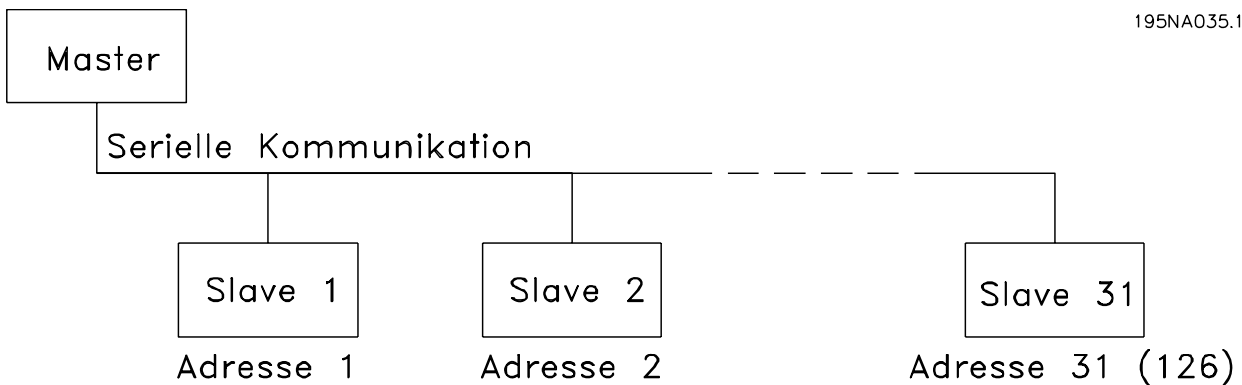 195NA035.1
Master
Serielle Kommunikation
Slave 1
Slave 2
Slave 31
Adresse 1
Adresse 2
Adresse 31 (126)